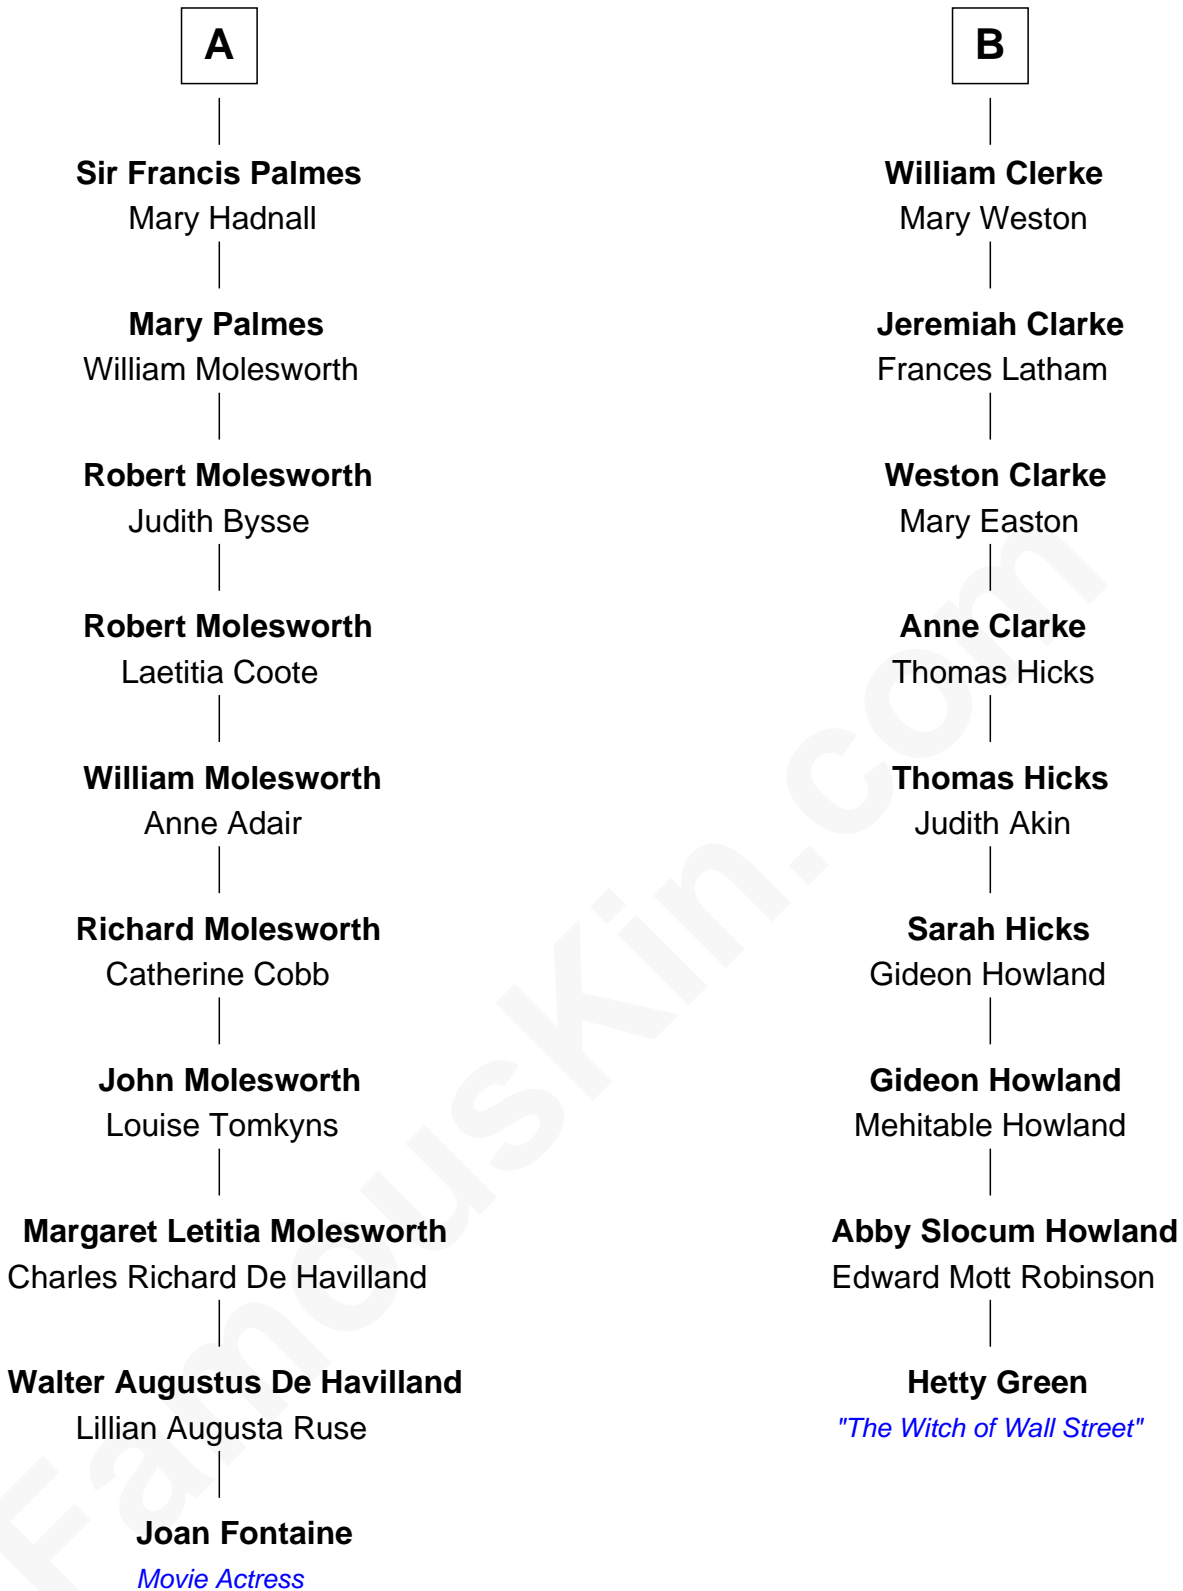 A
Sir Francis Palmes
Mary Hadnall
Mary Palmes
William Molesworth
Robert Molesworth
Judith Bysse
Robert Molesworth
Laetitia Coote
William Molesworth
Anne Adair
Richard Molesworth
Catherine Cobb
John Molesworth
Louise Tomkyns
Margaret Letitia Molesworth
Charles Richard De Havilland
Walter Augustus De Havilland
Lillian Augusta Ruse
Joan Fontaine
Movie Actress
B
William Clerke
Mary Weston
Jeremiah Clarke
Frances Latham
Weston Clarke
Mary Easton
Anne Clarke
Thomas Hicks
Thomas Hicks
Judith Akin
Sarah Hicks
Gideon Howland
Gideon Howland
Mehitable Howland
Abby Slocum Howland
Edward Mott Robinson
Hetty Green
"The Witch of Wall Street"
FamousKin.com